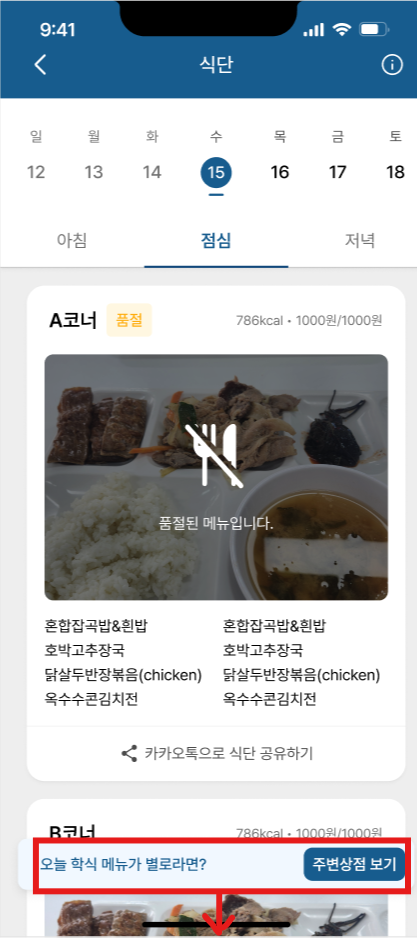 9:41
식단
일 월 화 수 목 금 토
12 13 14 15 16 17 18
아침 점심 저녁
A코너 품절 786kcal • 1000원/1000원
품절된 메뉴입니다.
혼합잡곡밥&흰밥 혼합잡곡밥&흰밥
호박고추장국 호박고추장국
닭살두반장볶음(chicken) 닭살두반장볶음(chicken)
옥수수콘김치전 옥수수콘김치전
카카오톡으로 식단 공유하기
B코너 786kcal • 1000원/1000원
오늘 학식 메뉴가 별로라면? 주변상점 보기